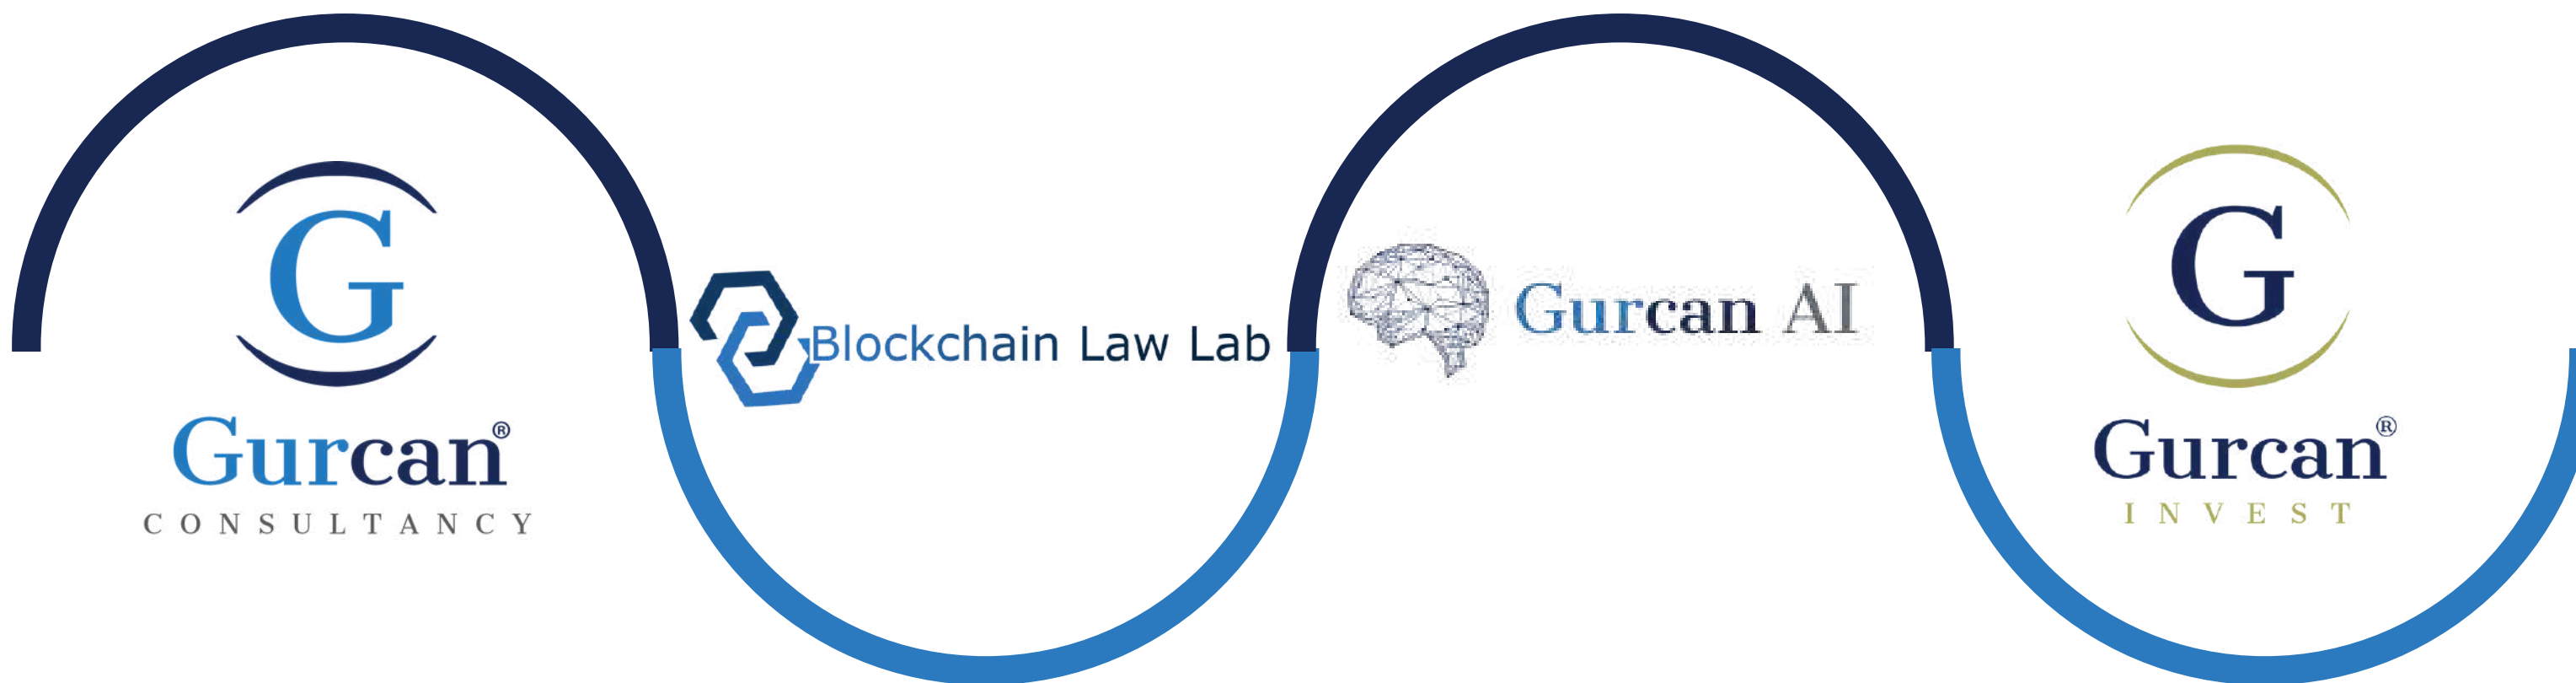 G
Gurcan®
CONSULTANCY
Blockchain Law Lab
Gurcan AI
G
Gurcan®
INVEST